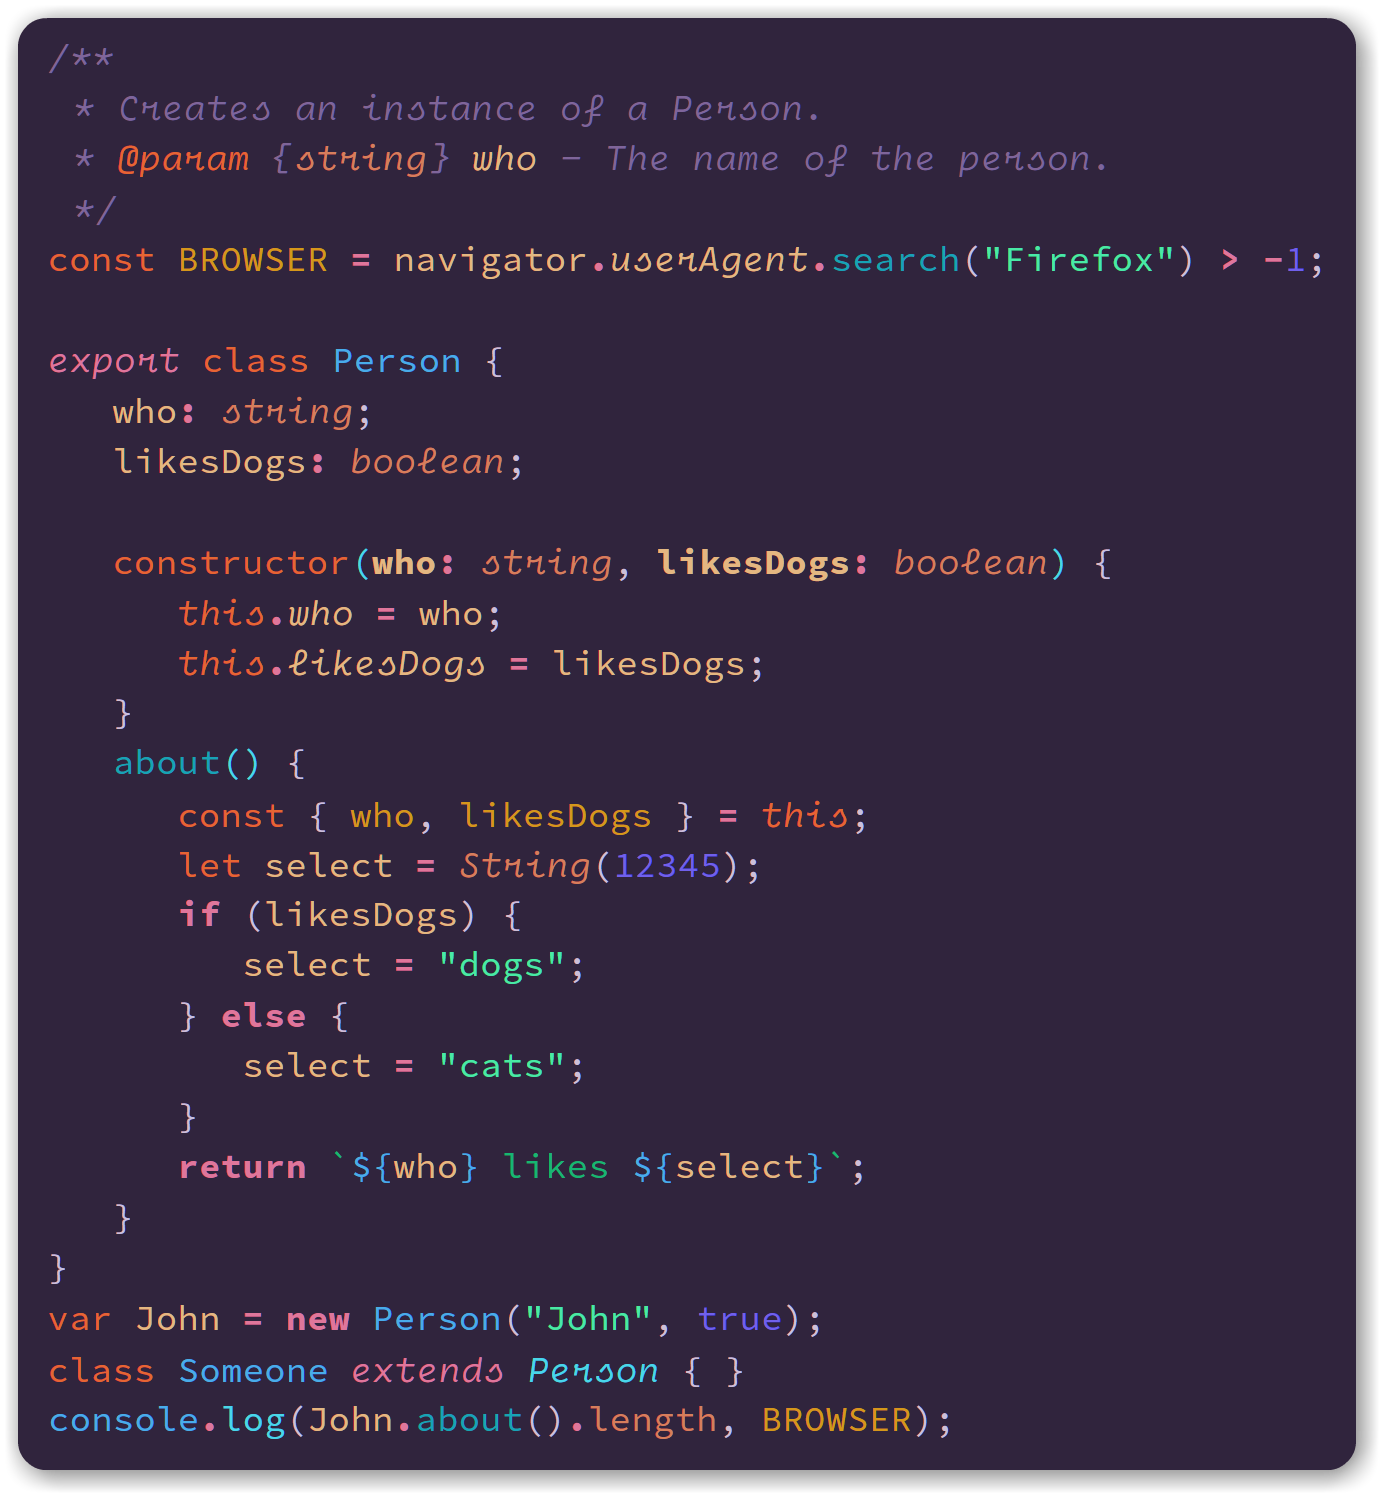 /**
 * Creates an instance of a Person.
 * @param {string} who – The name of the person.
 */
const BROWSER = navigator.userAgent.search("Firefox") > -1;

export class Person {
   who: string;
   likesDogs: boolean;

   constructor(who: string, likesDogs: boolean) {
      this.who = who;
      this.likesDogs = likesDogs;
   }
   about() {
      const { who, likesDogs } = this;
      let select = String(12345);
      if (likesDogs) {
         select = "dogs";
      } else {
         select = "cats";
      }
      return `${who} likes ${select}`;
   }
}
var John = new Person("John", true);
class Someone extends Person { }
console.log(John.about().length, BROWSER);